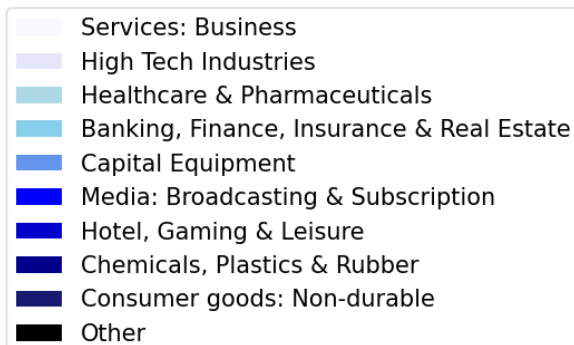 Services: Business
High Tech Industries
Healthcare & Pharmaceuticals
Banking, Finance, Insurance & Real Estate
Capital Equipment
Media: Broadcasting & Subscription
Hotel, Gaming & Leisure
Chemicals, Plastics & Rubber
Consumer goods: Non-durable
Other